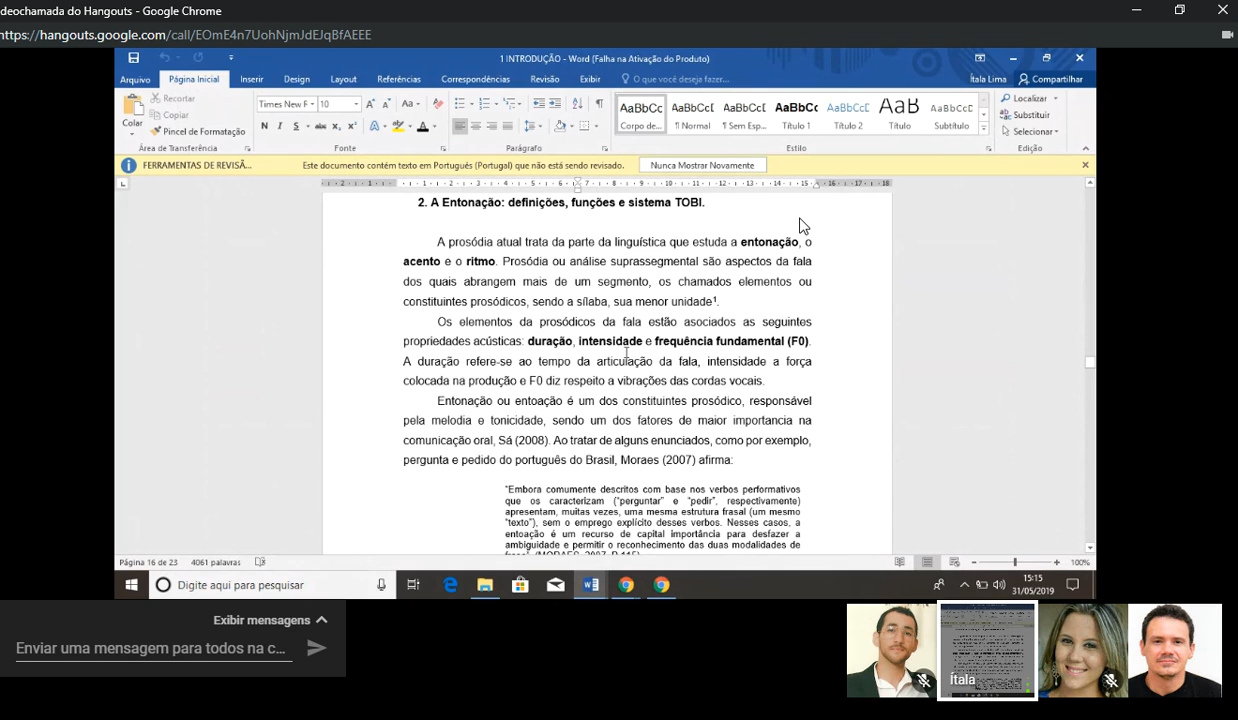 deochamada do Hangouts - Google Chrome
https://hangouts.google.com/call/EOmE4n7UohNjmJdEJqBfAEEE
1 INTRODUÇÃO - Word (Falha na Ativação do Produto)
Arquivo Página Inicial Inserir Design Layout Referências Correspondências Revisão Exibir O que você deseja fazer... Ítala Lima Compartilhar
Colar
Recortar
Copiar
Pincel de Formatação
Área de Transferência
Times New F 10
N I S abc
Fonte
Parágrafo
AaBbCc AaBbCcI AaBbCcI AaBbCc AaBbCcI AaB AaBbCcI
Corpo de... ¶ Normal ¶ Sem Esp... Título 1 Título 2 Título Subtítulo
Estilo
Localizar
Substituir
Selecionar
Edição
FERRAMENTAS DE REVISÃ... Este documento contém texto em Português (Portugal) que não está sendo revisado. Nunca Mostrar Novamente
2. A Entonação: definições, funções e sistema TOBI.
A prosódia atual trata da parte da linguística que estuda a entonação, o
acento e o ritmo. Prosódia ou análise suprassegmental são aspectos da fala
dos quais abrangem mais de um segmento, os chamados elementos ou
constituintes prosódicos, sendo a sílaba, sua menor unidade¹.
Os elementos da prosódicos da fala estão asociados as seguintes
propriedades acústicas: duração, intensidade e frequência fundamental (F0).
A duração refere-se ao tempo da articulação da fala, intensidade a força
colocada na produção e F0 diz respeito a vibrações das cordas vocais.
Entonação ou entoação é um dos constituintes prosódico, responsável
pela melodia e tonicidade, sendo um dos fatores de maior importancia na
comunicação oral, Sá (2008). Ao tratar de alguns enunciados, como por exemplo,
pergunta e pedido do português do Brasil, Moraes (2007) afirma:
"Embora comumente descritos com base nos verbos performativos
que os caracterizam ("perguntar" e "pedir", respectivamente)
apresentam, muitas vezes, uma mesma estrutura frasal (um mesmo
"texto"), sem o emprego explícito desses verbos. Nesses casos, a
entoação é um recurso de capital importância para desfazer a
ambiguidade e permitir o reconhecimento das duas modalidades de
Página 16 de 23 4061 palavras 100%
Digite aqui para pesquisar
15:15
31/05/2019
Exibir mensagens
Enviar uma mensagem para todos na c...
Ítala